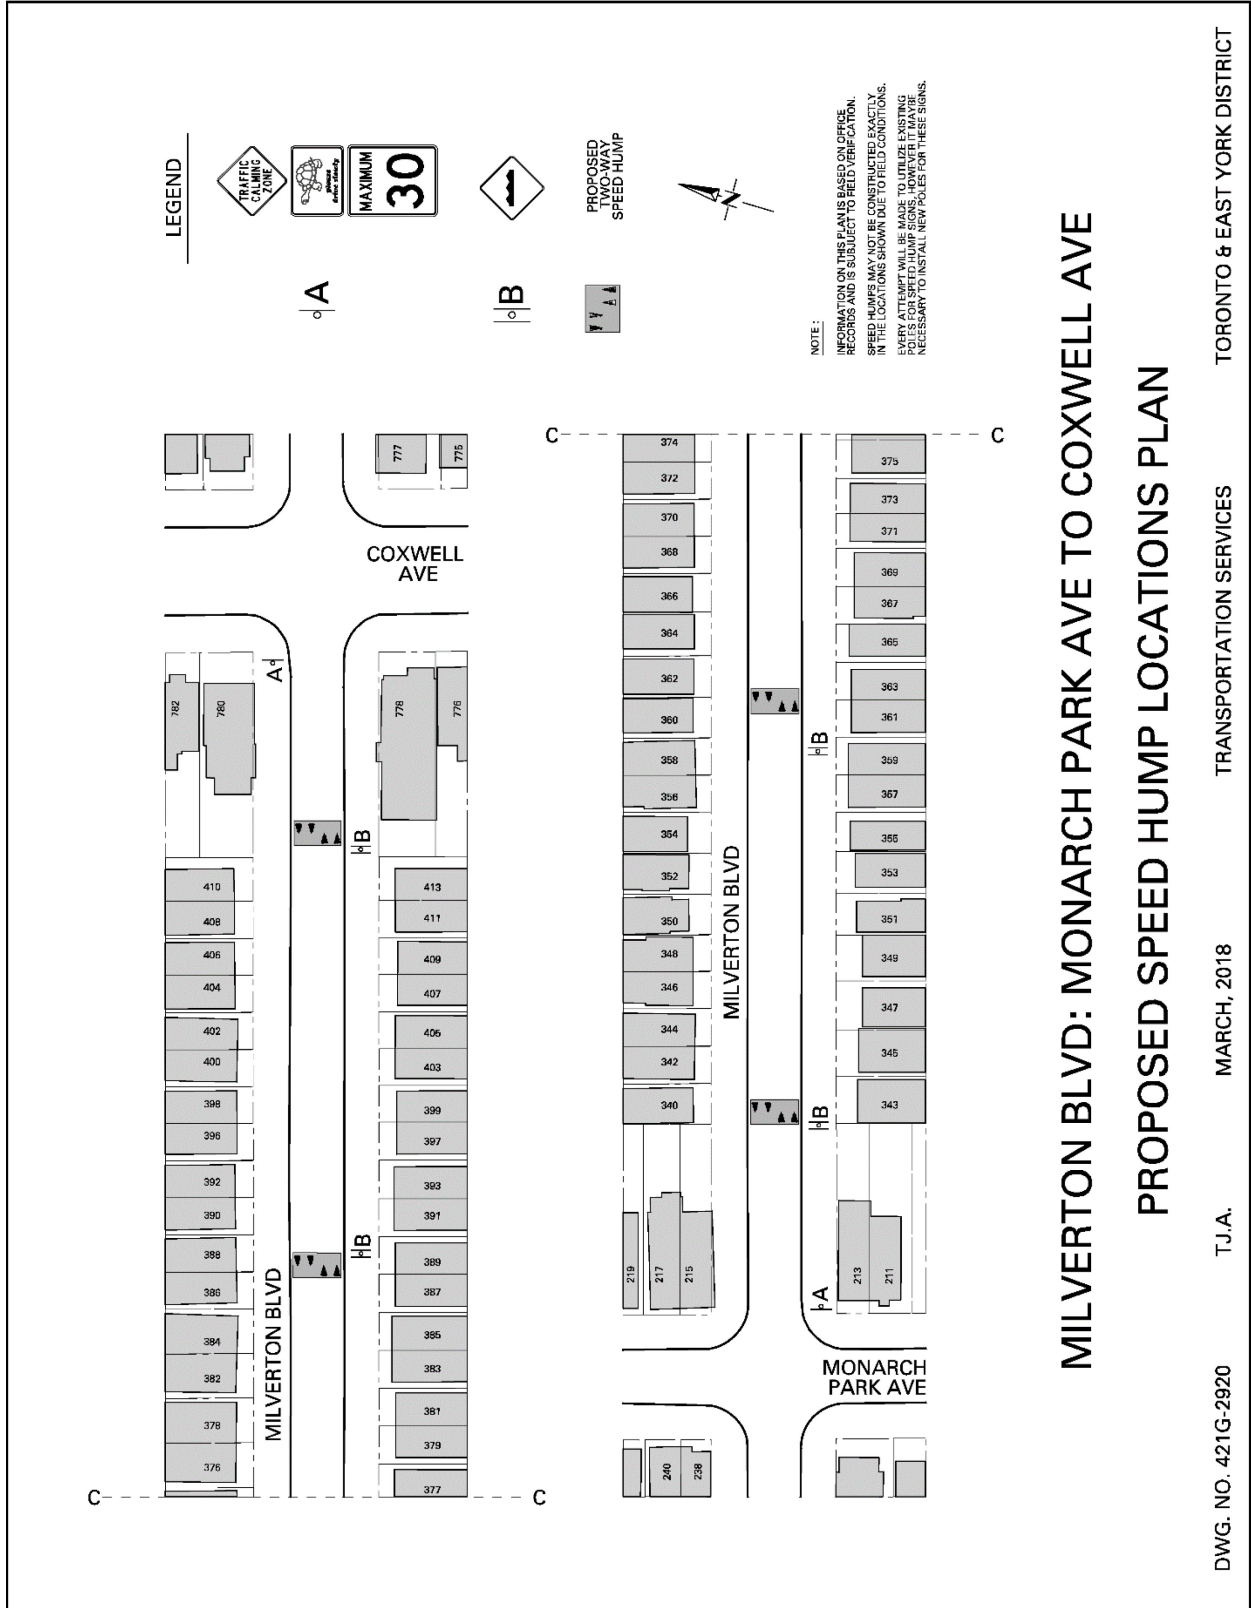 LEGEND
TRAFFIC
CALMING
ZONE
please
drive slowly
MAXIMUM
30
A
B
PROPOSED
TWO-WAY
SPEED HUMP
N
NOTE :
INFORMATION ON THIS PLAN IS BASED ON OFFICE
RECORDS AND IS SUBJUECT TO FIELD VERIFICATION.
SPEED HUMPS MAY NOT BE CONSTRUCTED EXACTLY
IN THE LOCATIONS SHOWN DUE TO FIELD CONDITIONS.
EVERY ATTEMPT WILL BE MADE TO UTILIZE EXISTING
POLES FOR SPEED HUMP SIGNS, HOWEVER IT MAYBE
NECESSARY TO INSTALL NEW POLES FOR THESE SIGNS.
777
775
COXWELL
AVE
782
780
A
778
776
B
410
408
406
404
402
400
398
396
392
390
388
386
384
382
378
376
MILVERTON BLVD
413
411
409
407
405
403
399
397
393
391
389
387
385
383
381
379
377
B
C
C
C
C
374
372
370
368
366
364
362
360
358
356
354
352
350
348
346
344
342
340
MILVERTON BLVD
375
373
371
369
367
365
363
361
359
357
355
353
351
349
347
345
343
B
B
219
217
215
213
211
A
MONARCH
PARK AVE
240
238
MILVERTON BLVD: MONARCH PARK AVE TO COXWELL AVE
PROPOSED SPEED HUMP LOCATIONS PLAN
DWG. NO. 421G-2920
T.J.A.
MARCH, 2018
TRANSPORTATION SERVICES
TORONTO & EAST YORK DISTRICT